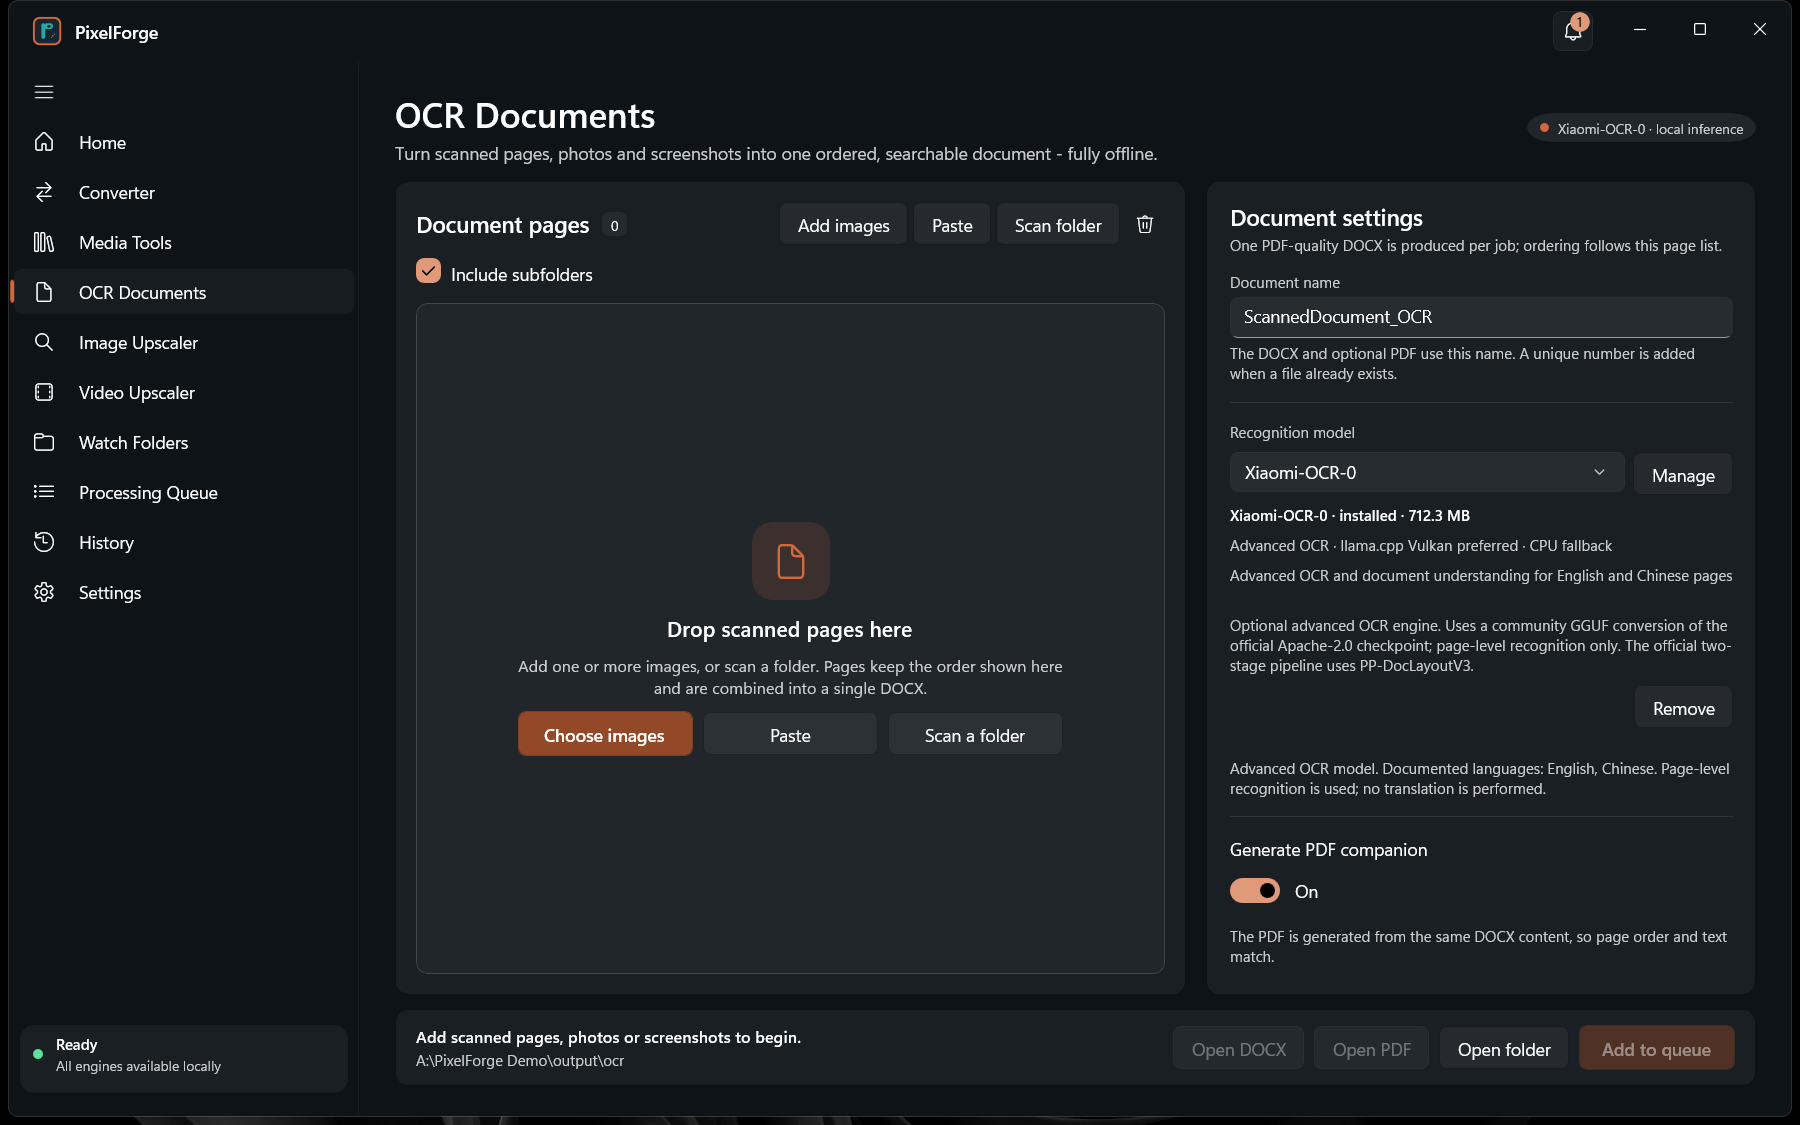 PixelForge
1
Home
Converter
Media Tools
OCR Documents
Image Upscaler
Video Upscaler
Watch Folders
Processing Queue
History
Settings
Ready
All engines available locally
OCR Documents
Turn scanned pages, photos and screenshots into one ordered, searchable document - fully offline.
Xiaomi-OCR-0 · local inference
Document pages 0
Add images
Paste
Scan folder
Include subfolders
Drop scanned pages here
Add one or more images, or scan a folder. Pages keep the order shown here
and are combined into a single DOCX.
Choose images
Paste
Scan a folder
Document settings
One PDF-quality DOCX is produced per job; ordering follows this page list.
Document name
ScannedDocument_OCR
The DOCX and optional PDF use this name. A unique number is added
when a file already exists.
Recognition model
Xiaomi-OCR-0
Manage
Xiaomi-OCR-0 · installed · 712.3 MB
Advanced OCR · llama.cpp Vulkan preferred · CPU fallback
Advanced OCR and document understanding for English and Chinese pages
Optional advanced OCR engine. Uses a community GGUF conversion of the
official Apache-2.0 checkpoint; page-level recognition only. The official two-
stage pipeline uses PP-DocLayoutV3.
Remove
Advanced OCR model. Documented languages: English, Chinese. Page-level
recognition is used; no translation is performed.
Generate PDF companion
On
The PDF is generated from the same DOCX content, so page order and text
match.
Add scanned pages, photos or screenshots to begin.
A:\PixelForge Demo\output\ocr
Open DOCX
Open PDF
Open folder
Add to queue